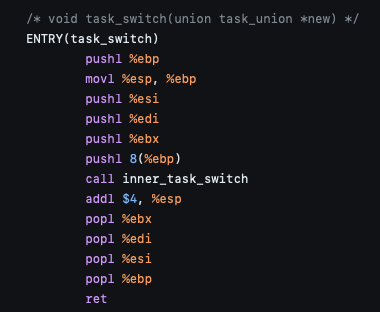 /* void task_switch(union task_union *new) */
ENTRY(task_switch)
pushl %ebp
movl %esp, %ebp
pushl %esi
pushl %edi
pushl %ebx
pushl 8(%ebp)
call inner_task_switch
addl $4, %esp
popl %ebx
popl %edi
popl %esi
popl %ebp
ret